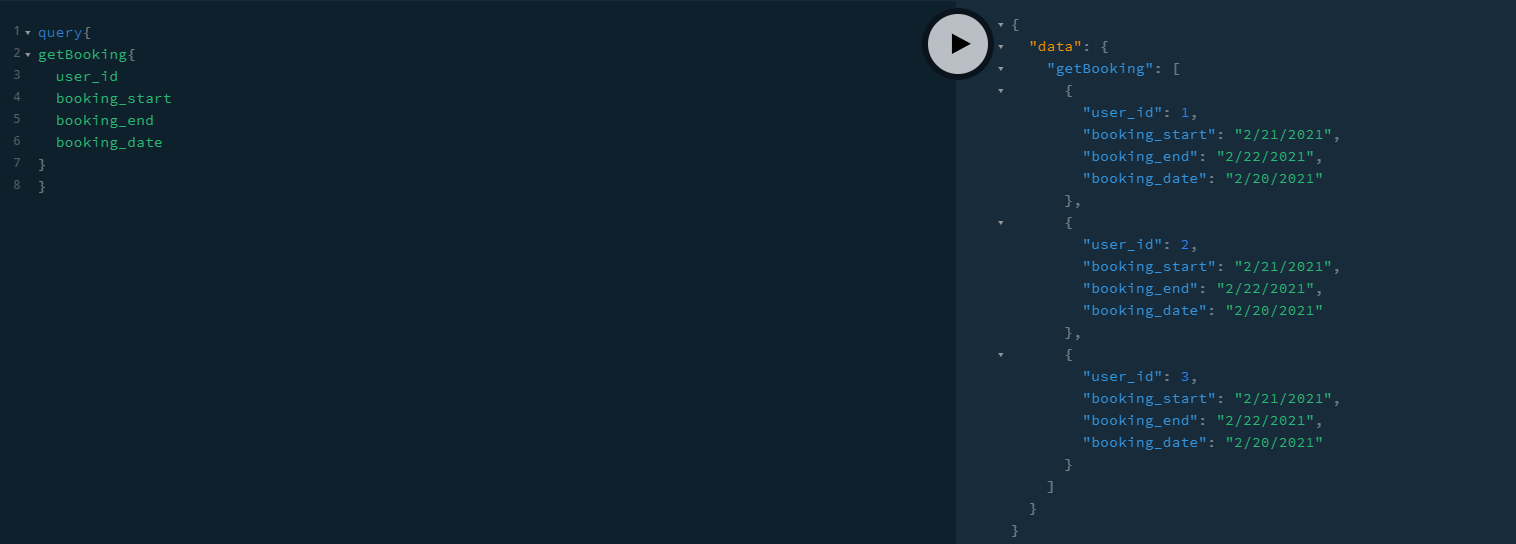 1 query{
2 getBooking{
3 user_id
4 booking_start
5 booking_end
6 booking_date
7 }
8 }
{
"data": {
"getBooking": [
{
"user_id": 1,
"booking_start": "2/21/2021",
"booking_end": "2/22/2021",
"booking_date": "2/20/2021"
},
{
"user_id": 2,
"booking_start": "2/21/2021",
"booking_end": "2/22/2021",
"booking_date": "2/20/2021"
},
{
"user_id": 3,
"booking_start": "2/21/2021",
"booking_end": "2/22/2021",
"booking_date": "2/20/2021"
}
]
}
}